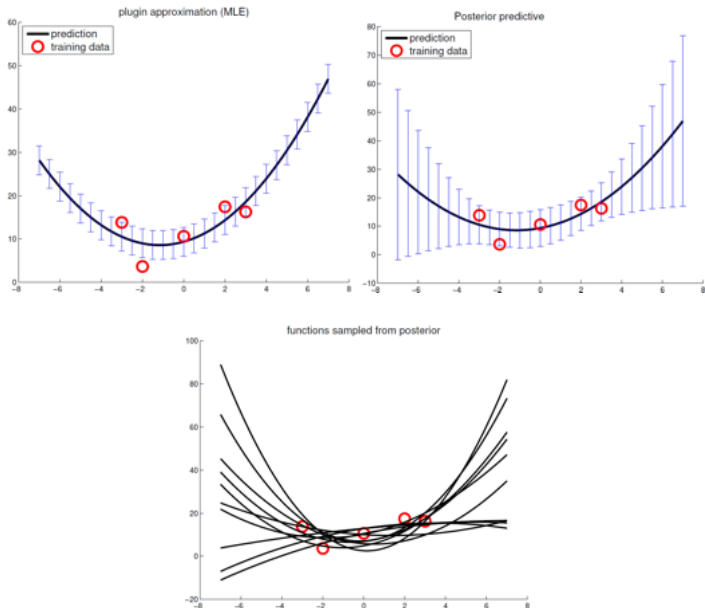 plugin approximation (MLE)
prediction
training data
60
50
40
30
20
10
0
-8 -6 -4 -2 0 2 4 6 8
Posterior predictive
prediction
training data
80
70
60
50
40
30
20
10
0
-10
-8 -6 -4 -2 0 2 4 6 8
functions sampled from posterior
100
80
60
40
20
0
-20
-8 -6 -4 -2 0 2 4 6 8